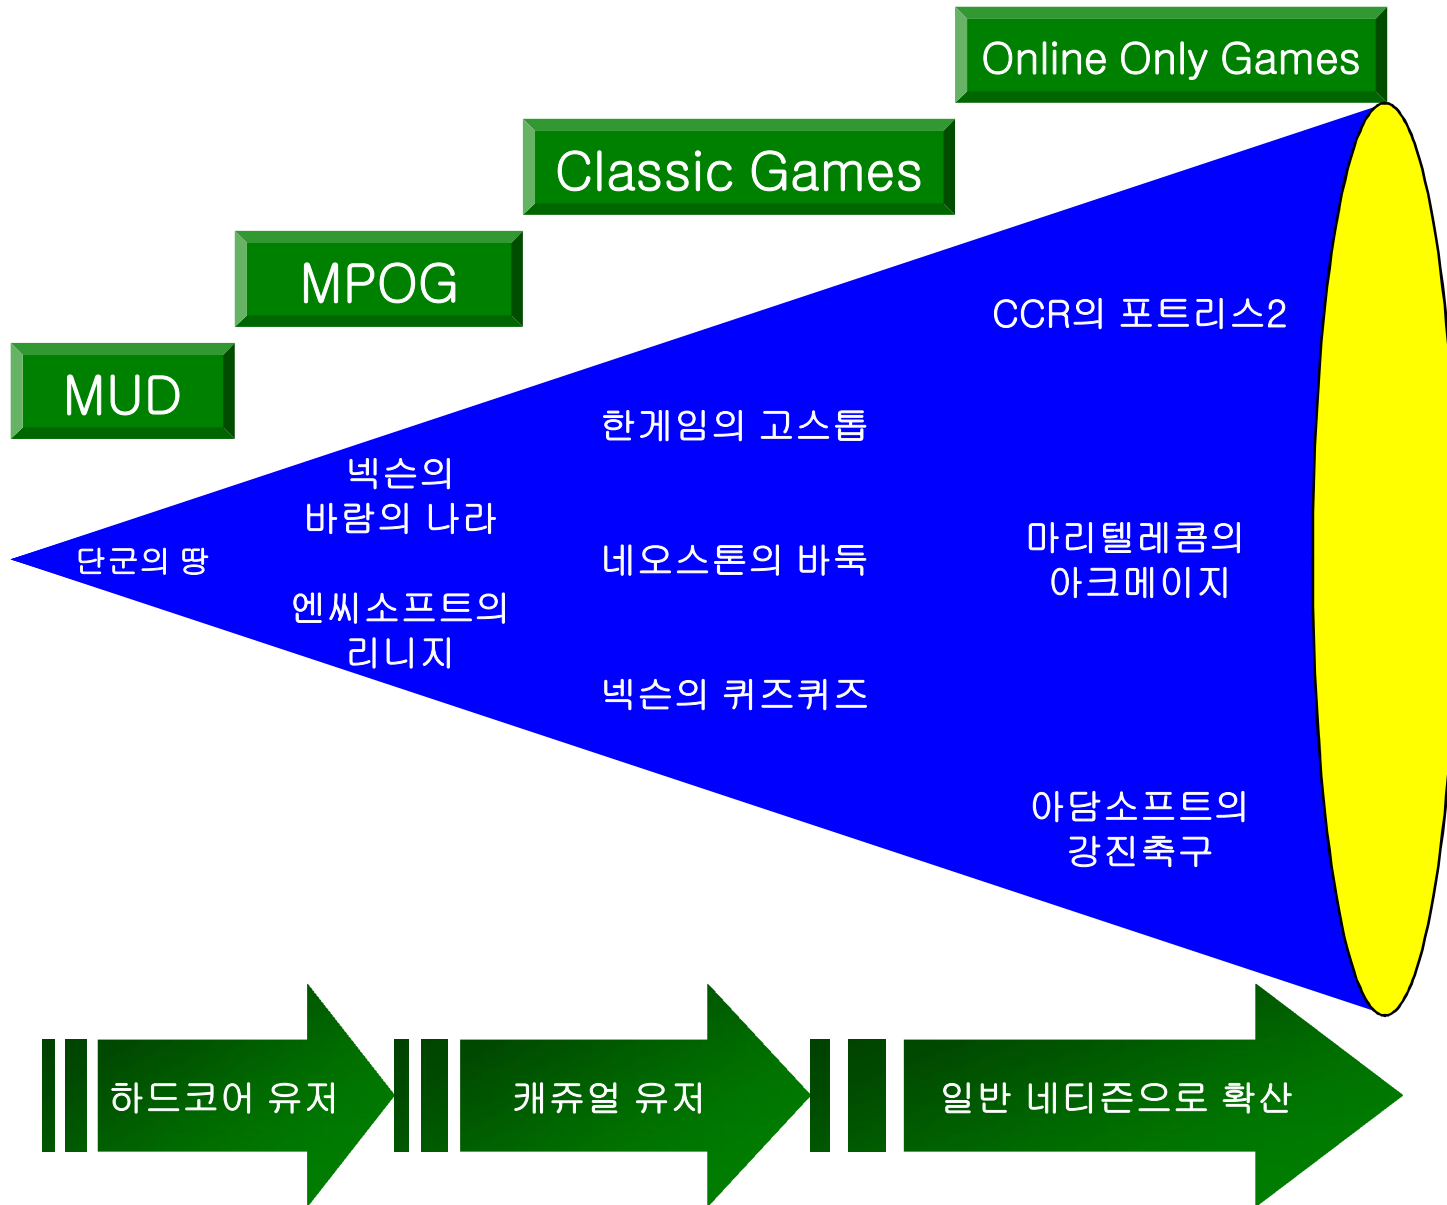 Online Only Games
Classic Games
MPOG
MUD
단군의 땅
넥슨의
바람의 나라
엔씨소프트의
리니지
한게임의 고스톱
네오스톤의 바둑
넥슨의 퀴즈퀴즈
CCR의 포트리스2
마리텔레콤의
아크메이지
아담소프트의
강진축구
하드코어 유저
캐쥬얼 유저
일반 네티즌으로 확산